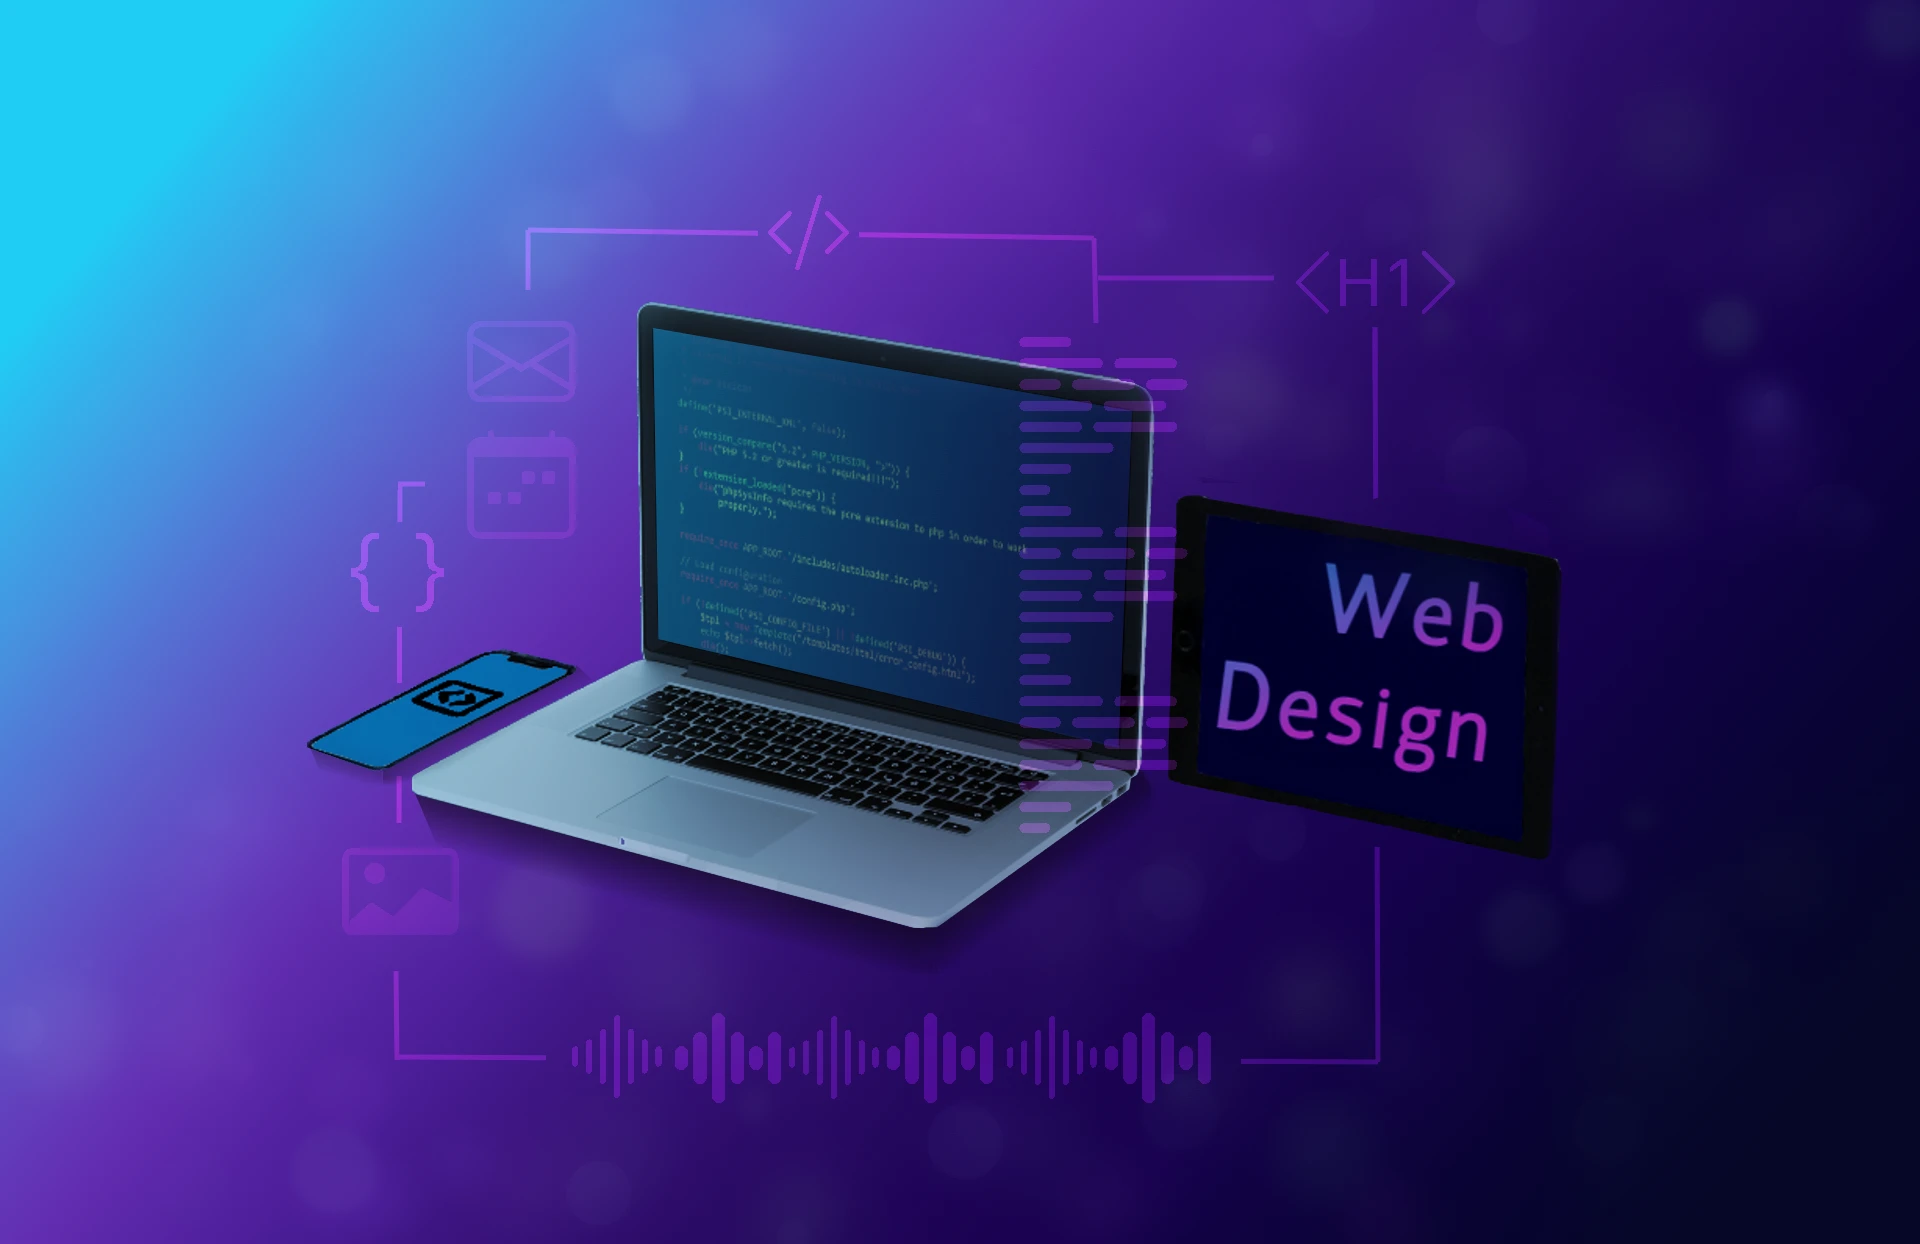 </>
<H1>
define('PSI_INTERNAL_XML', false);
if (version_compare("5.2", PHP_VERSION, ">")) {
die("PHP 5.2 or greater is required!!!");
}
if (!extension_loaded("pcre")) {
die("phpsysinfo requires the pcre extension to php in order to work
properly.");
}
require_once APP_ROOT.'/includes/autoloader.inc.php';
// Load configuration
require_once APP_ROOT.'/config.php';
if (!defined('PSI_CONFIG_FILE') || !defined('PSI_DEBUG')) {
$tpl = new Template("/templates/html/error_config.html");
echo $tpl->fetch();
die();
{ }
Web
Design